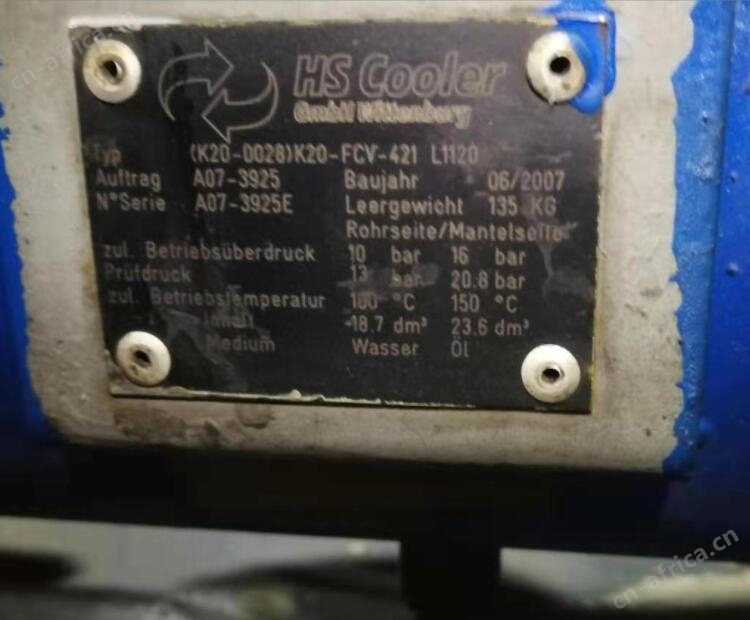 cn-africa.cn
HS Cooler
GmbH Wittenburg
Typ (K20-0028)K20-FCV-421 L1120
Auftrag A07-3925 Baujahr 06/2007
N°Serie A07-3925E Leergewicht 135 KG
Rohrseite/Mantelseite
zul. Betriebsüberdruck 10 bar 16 bar
Prüfdruck 13 bar 20.8 bar
zul. Betriebstemperatur 100 °C 150 °C
Inhalt 18.7 dm³ 23.6 dm³
Medium Wasser Öl
cn-africa.cn